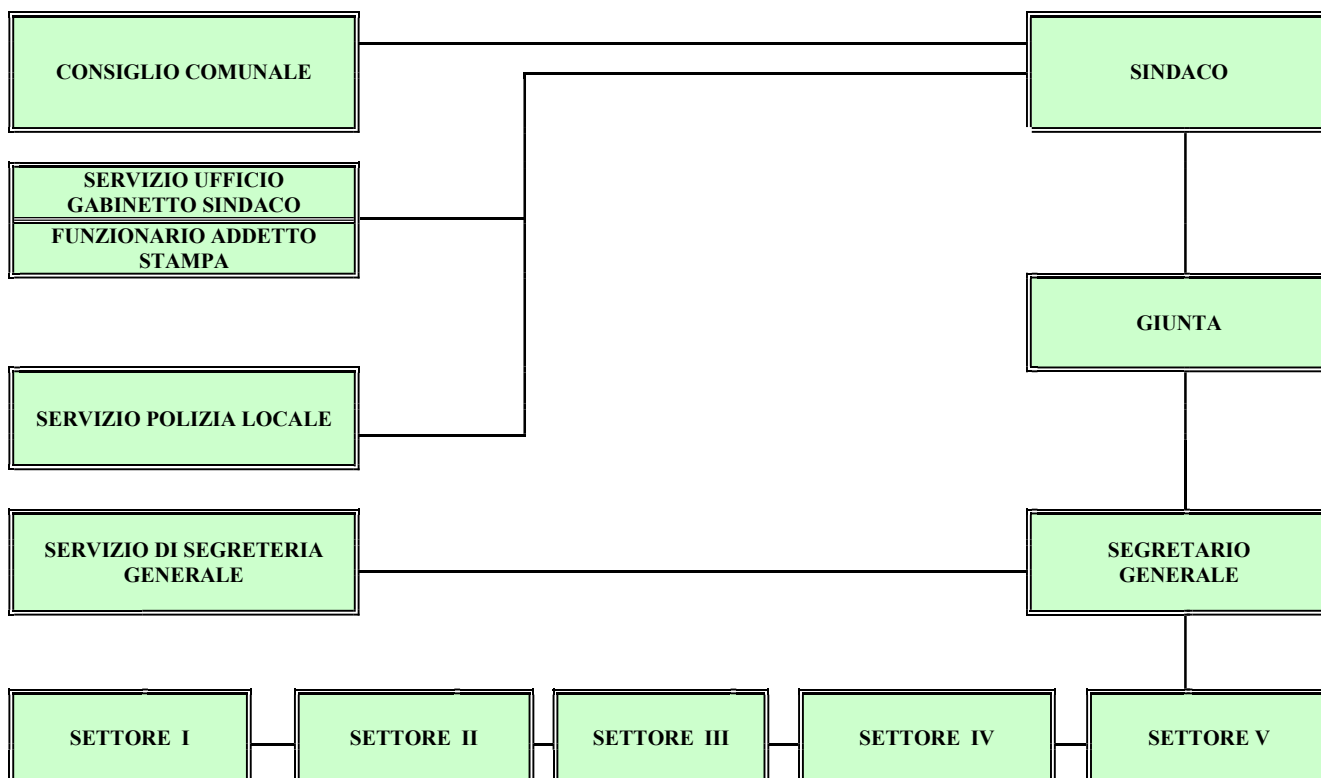 CONSIGLIO COMUNALE
SINDACO
SERVIZIO UFFICIO
GABINETTO SINDACO
FUNZIONARIO ADDETTO
STAMPA
GIUNTA
SERVIZIO POLIZIA LOCALE
SERVIZIO DI SEGRETERIA
GENERALE
SEGRETARIO
GENERALE
SETTORE I
SETTORE II
SETTORE III
SETTORE IV
SETTORE V